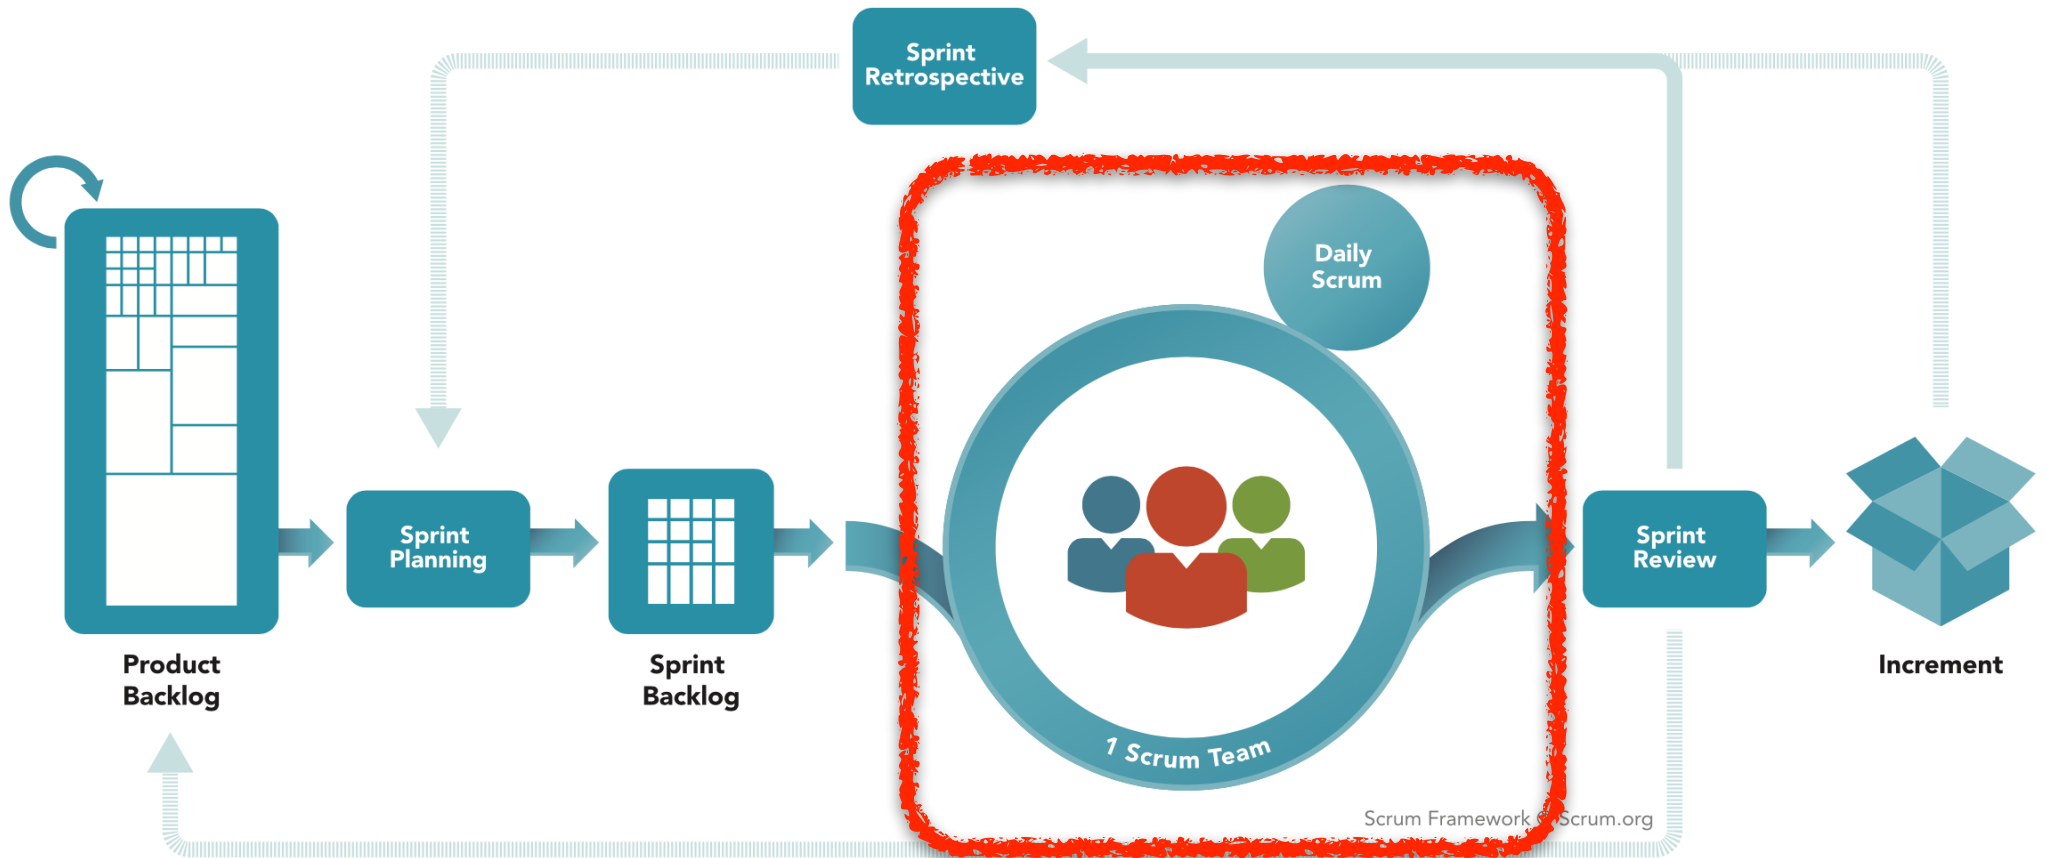 Sprint
Retrospective
Daily
Scrum
Sprint
Planning
Sprint
Review
Product
Backlog
Sprint
Backlog
Increment
1 Scrum Team
Scrum Framework © Scrum.org